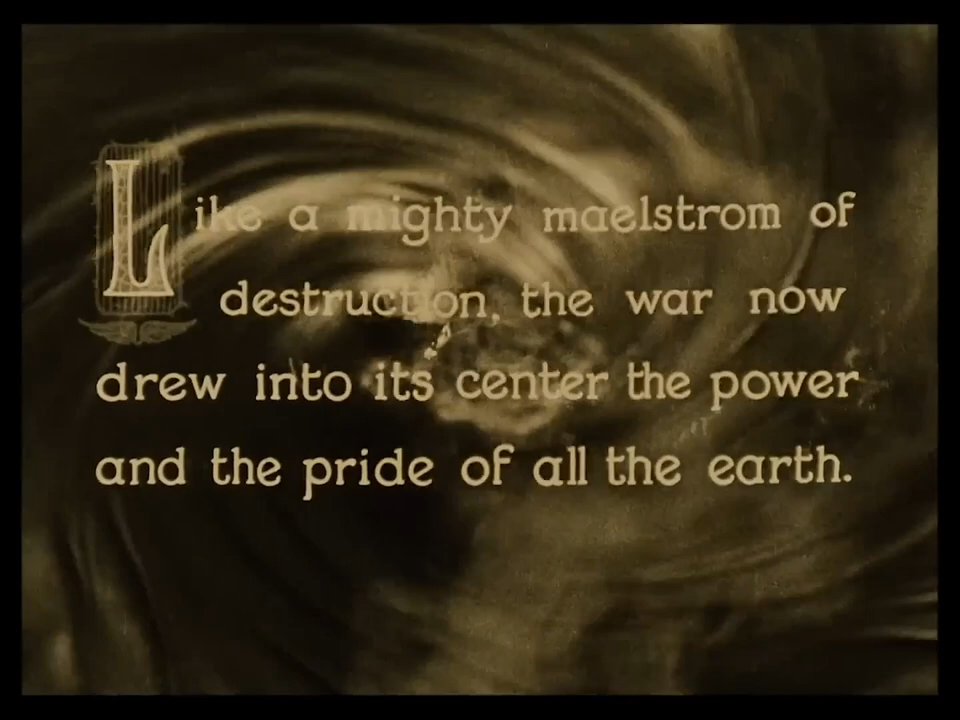 Like a mighty maelstrom of
destruction, the war now
drew into its center the power
and the pride of all the earth.